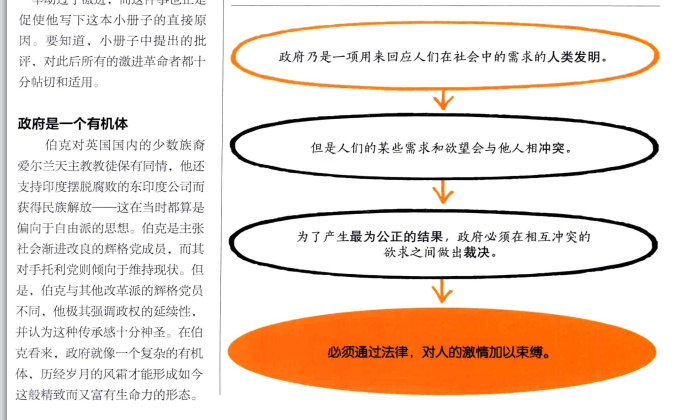 促使他写下这本小册子的直接原
因。要知道，小册子中提出的批
评，对此后所有的激进革命者都十
分帖切和适用。
政府是一个有机体
伯克对英国国内的少数族裔
爱尔兰天主教教徒保有同情，他还
支持印度摆脱腐败的东印度公司而
获得民族解放——这在当时都算是
偏向于自由派的思想。伯克是主张
社会渐进改良的辉格党成员，而其
对手托利党则倾向于维持现状。但
是，伯克与其他改革派的辉格党员
不同，他极其强调政权的延续性，
并认为这种传承感十分神圣。在伯
克看来，政府就像一个复杂的有机
体，历经岁月的风霜才能形成如今
这般精致而又富有生命力的形态。
政府乃是一项用来回应人们在社会中的需求的人类发明。
但是人们的某些需求和欲望会与他人相冲突。
为了产生最为公正的结果，政府必须在相互冲突的
欲求之间做出裁决。
必须通过法律，对人的激情加以束缚。